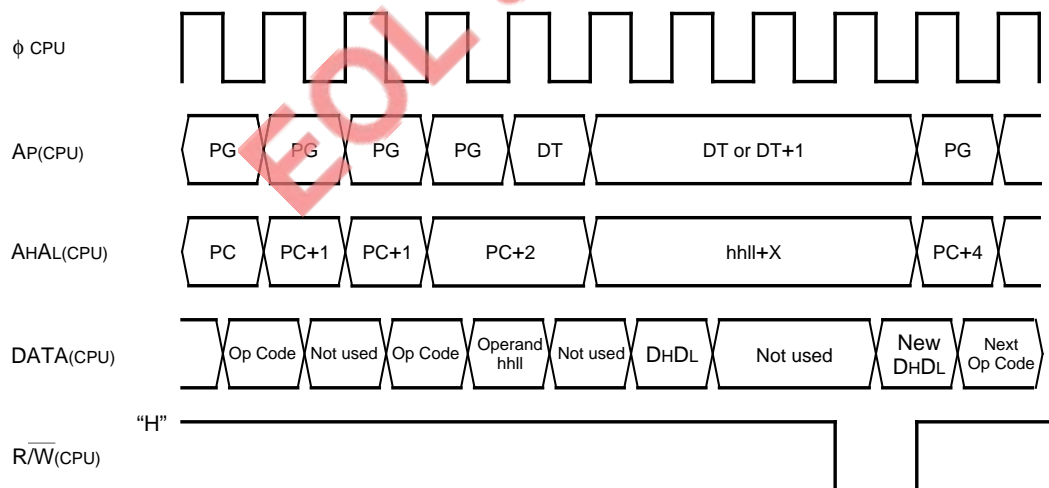 EOL
ϕ CPU
AP(CPU)
PG
PG
PG
PG
DT
DT or DT+1
PG
AHAL(CPU)
PC
PC+1
PC+1
PC+2
hhll+X
PC+4
DATA(CPU)
Op Code
Not used
Op Code
Operand
hhll
Not used
DHDL
Not used
New
DHDL
Next
Op Code
“H”
R/W(CPU)